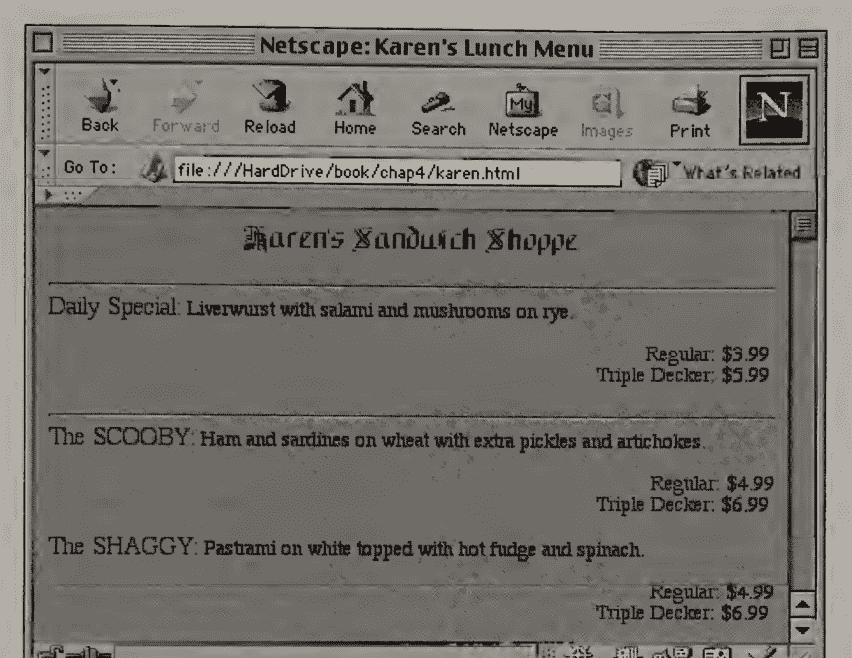 Netscape: Karen's Lunch Menu
Back Forward Reload Home Search Netscape Images Print
My
N
Go To: file:///HardDrive/book/chap4/karen.html What's Related
Karen's Sandwich Shoppe
Daily Special: Liverwurst with salami and mushrooms on rye.
Regular: $3.99
Triple Decker: $5.99
The SCOOBY: Ham and sardines on wheat with extra pickles and artichokes.
Regular: $4.99
Triple Decker: $6.99
The SHAGGY: Pastrami on white topped with hot fudge and spinach.
Regular: $4.99
Triple Decker: $6.99